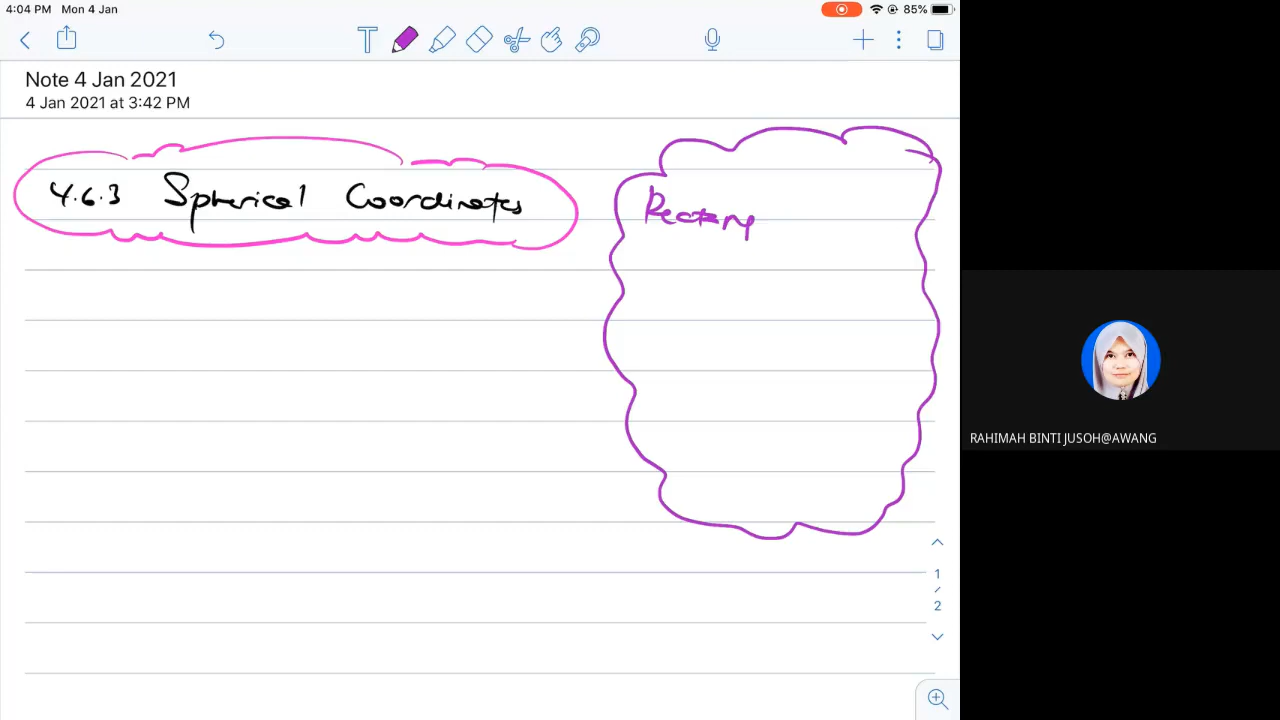 4:04 PM Mon 4 Jan
85%
T
Note 4 Jan 2021
4 Jan 2021 at 3:42 PM
4.6.3 Spherical Coordinates
1
/
2
RAHIMAH BINTI JUSOH@AWANG